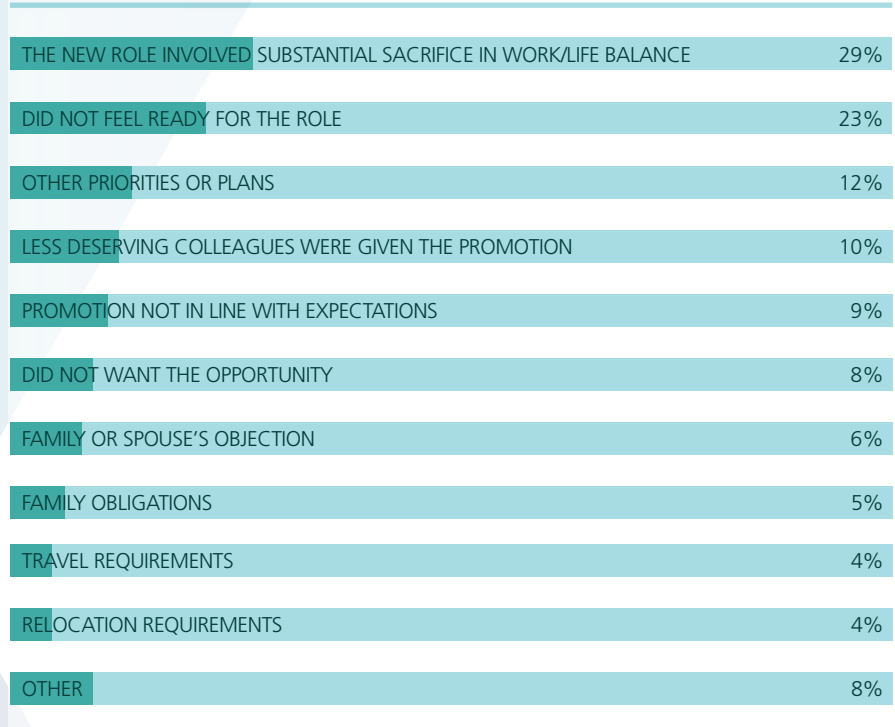 THE NEW ROLE INVOLVED SUBSTANTIAL SACRIFICE IN WORK/LIFE BALANCE 29%
DID NOT FEEL READY FOR THE ROLE 23%
OTHER PRIORITIES OR PLANS 12%
LESS DESERVING COLLEAGUES WERE GIVEN THE PROMOTION 10%
PROMOTION NOT IN LINE WITH EXPECTATIONS 9%
DID NOT WANT THE OPPORTUNITY 8%
FAMILY OR SPOUSE'S OBJECTION 6%
FAMILY OBLIGATIONS 5%
TRAVEL REQUIREMENTS 4%
RELOCATION REQUIREMENTS 4%
OTHER 8%